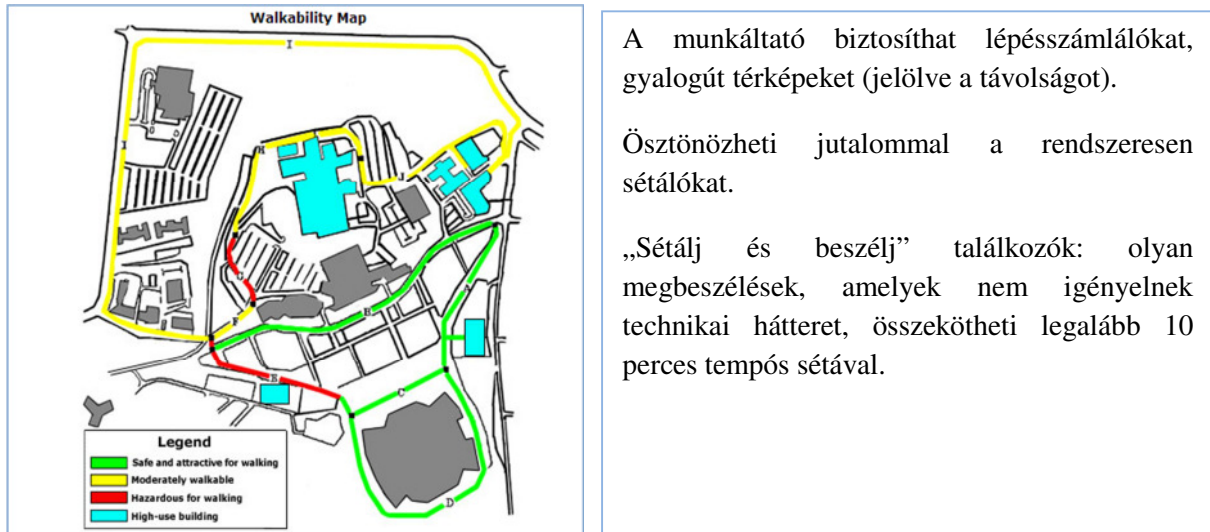 Walkability Map
I
I
H
J
G
F
B
A
E
C
D
Legend
Safe and attractive for walking
Moderately walkable
Hazardous for walking
High-use building
A munkáltató biztosíthat lépésszámlálókat,
gyalogút térképeket (jelölve a távolságot).
Ösztönözheti jutalommal a rendszeresen
sétálókat.
„Sétálj és beszélj” találkozók: olyan
megbeszélések, amelyek nem igényelnek
technikai hátteret, összekötheti legalább 10
perces tempós sétával.